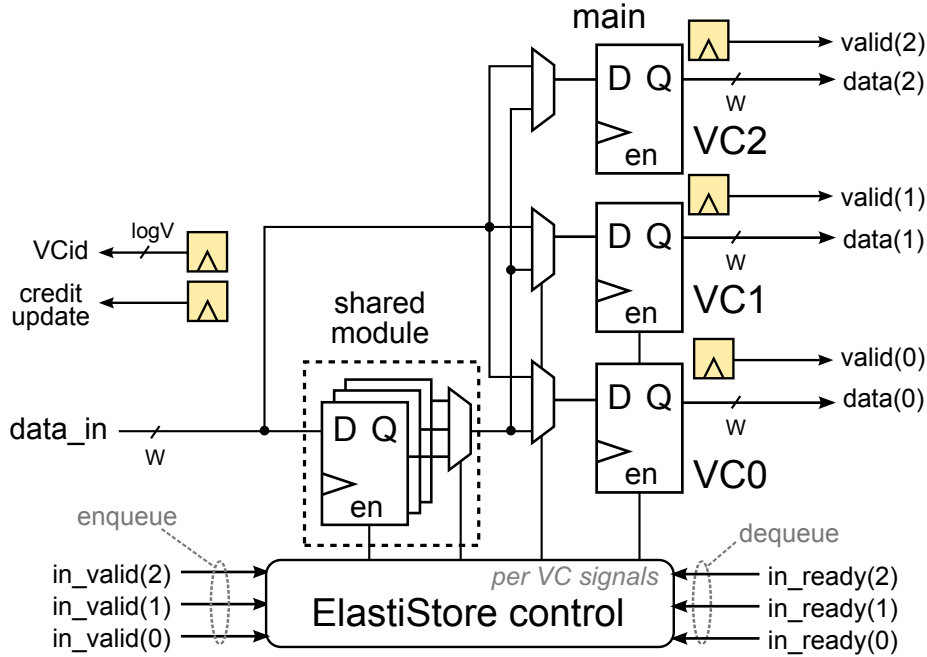 main
valid(2)
D Q
data(2)
W
VC2
en
valid(1)
logV
VCid
D Q
data(1)
W
credit
update
VC1
shared
module
en
valid(0)
D Q
data(0)
data_in
D Q
W
W
VC0
en
en
enqueue
dequeue
in_valid(2)
per VC signals
in_ready(2)
in_valid(1)
ElastiStore control
in_ready(1)
in_valid(0)
in_ready(0)